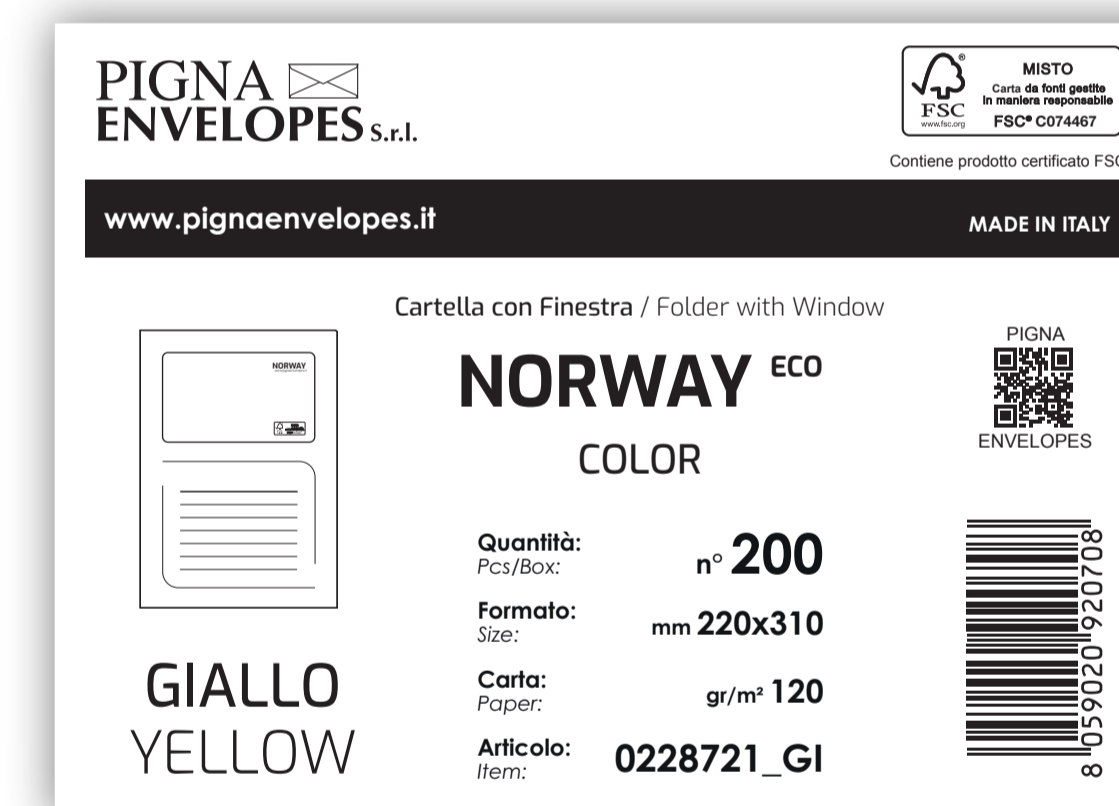 PIGNA
ENVELOPES S.r.l.
FSC
www.fsc.org
MISTO
Carta da fonti gestite
in maniera responsabile
FSC® C074467
Contiene prodotto certificato FSC
www.pignaenvelopes.it
MADE IN ITALY
Cartella con Finestra / Folder with Window
NORWAY ECO
COLOR
NORWAY
PIGNA
ENVELOPES
Quantità:
Pcs/Box:
n° 200
Formato:
Size:
mm 220x310
Carta:
Paper:
gr/m² 120
Articolo:
Item:
0228721_GI
GIALLO
YELLOW
8 059020 920708